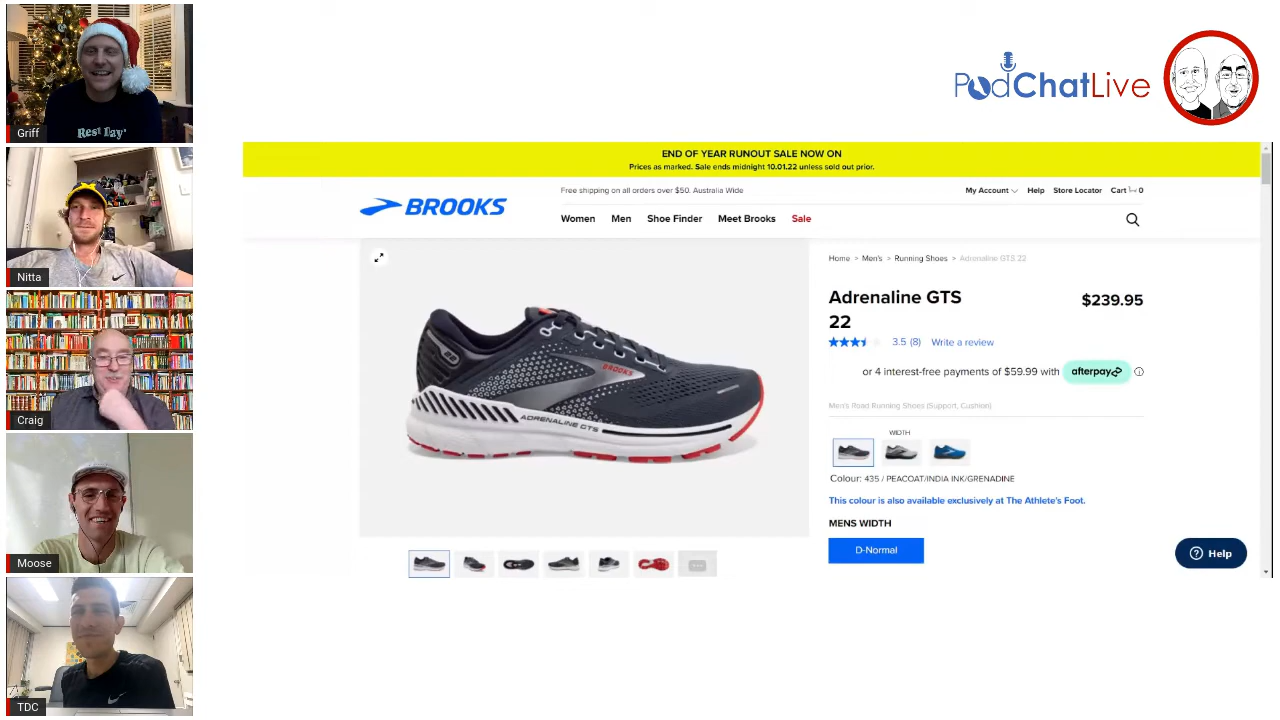 Rest Day
Griff
Nitta
Craig
Moose
TDC
PodChatLive
END OF YEAR RUNOUT SALE NOW ON
Prices as marked. Sale ends midnight 10.01.22 unless sold out prior.
Free shipping on all orders over $50. Australia Wide
My Account Help Store Locator Cart 0
BROOKS
Women Men Shoe Finder Meet Brooks Sale
Home > Men's > Running Shoes > Adrenaline GTS 22
Adrenaline GTS
22
$239.95
3.5 (8) Write a review
or 4 interest-free payments of $59.99 with afterpay
Men's Road Running Shoes (Support, Cushion)
WIDTH
Colour: 435 / PEACOAT/INDIA INK/GRENADINE
This colour is also available exclusively at The Athlete's Foot.
MENS WIDTH
D-Normal
Help
BROOKS
ADRENALINE GTS